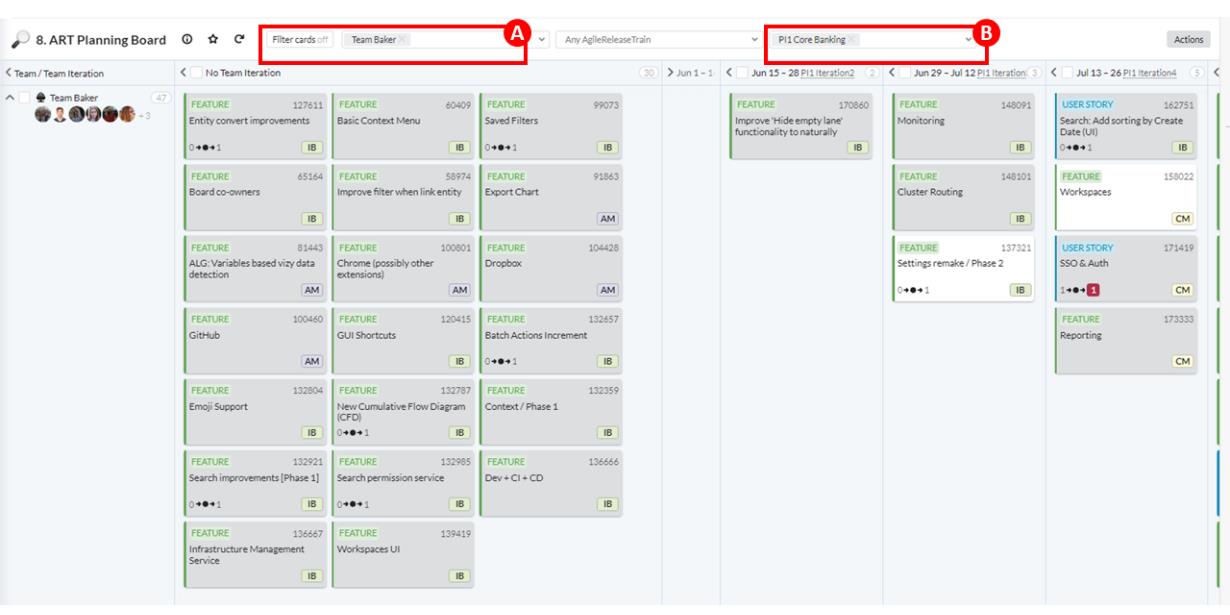 8. ART Planning Board
Filter cards off
Team Baker
A
Any AgileReleaseTrain
PI1 Core Banking
B
Actions
Team / Team Iteration
No Team Iteration
30
Jun 1 – 1
Jun 15 – 28 PI1 Iteration2
2
Jun 29 – Jul 12 PI1 Iteration
3
Jul 13 – 26 PI1 Iteration4
5
Team Baker
47
+ 3
FEATURE 127611
Entity convert improvements
0 1
IB
FEATURE 60409
Basic Context Menu
IB
FEATURE 99073
Saved Filters
0 1
IB
FEATURE 170860
Improve 'Hide empty lane'
functionality to naturally
IB
FEATURE 148091
Monitoring
IB
USER STORY 162751
Search: Add sorting by Create
Date (UI)
0 1
IB
FEATURE 65164
Board co-owners
IB
FEATURE 58974
Improve filter when link entity
IB
FEATURE 91863
Export Chart
AM
FEATURE 148101
Cluster Routing
IB
FEATURE 158022
Workspaces
CM
FEATURE 81443
ALG: Variables based vizy data
detection
AM
FEATURE 100801
Chrome (possibly other
extensions)
AM
FEATURE 104428
Dropbox
AM
FEATURE 137321
Settings remake / Phase 2
0 1
IB
USER STORY 171419
SSO & Auth
1 1
CM
FEATURE 100460
GitHub
AM
FEATURE 120415
GUI Shortcuts
IB
FEATURE 132657
Batch Actions Increment
0 1
IB
FEATURE 173333
Reporting
CM
FEATURE 132804
Emoji Support
IB
FEATURE 132787
New Cumulative Flow Diagram
(CFD)
0 1
IB
FEATURE 132359
Context / Phase 1
IB
FEATURE 132921
Search improvements [Phase 1]
0 1
IB
FEATURE 132985
Search permission service
0 1
IB
FEATURE 136666
Dev + CI + CD
IB
FEATURE 136667
Infrastructure Management
Service
IB
FEATURE 139419
Workspaces UI
IB